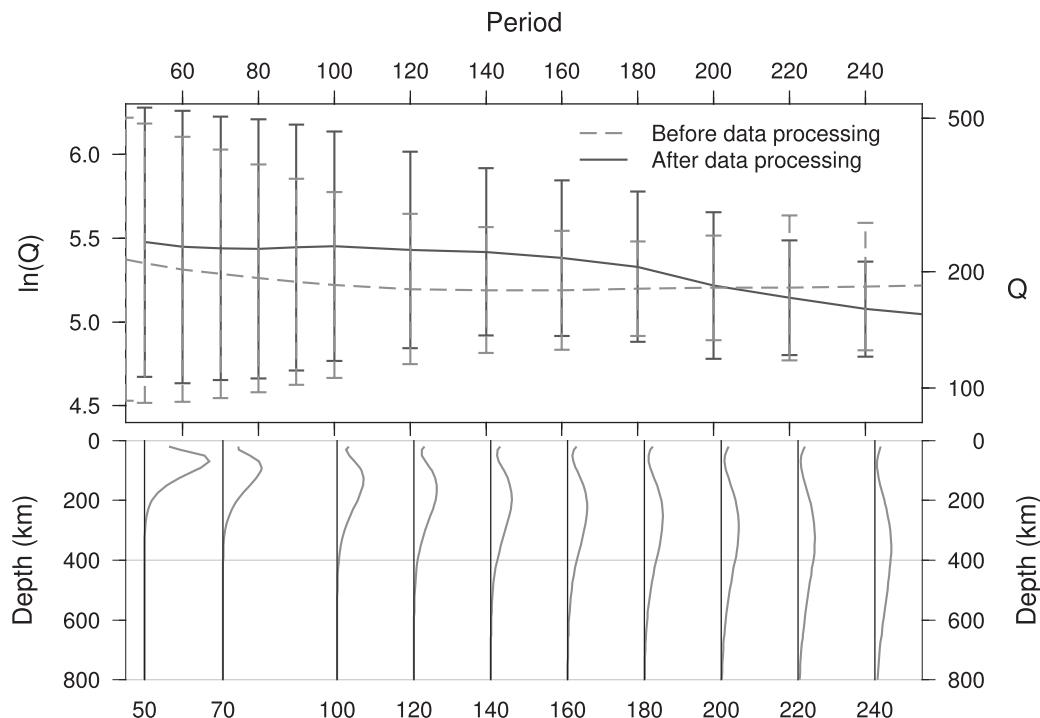 Period
60 80 100 120 140 160 180 200 220 240
Before data processing
After data processing
ln(Q)
6.0
5.5
5.0
4.5
Q
500
200
100
Depth (km)
0
200
400
600
800
Depth (km)
0
200
400
600
800
50 70 100 120 140 160 180 200 220 240